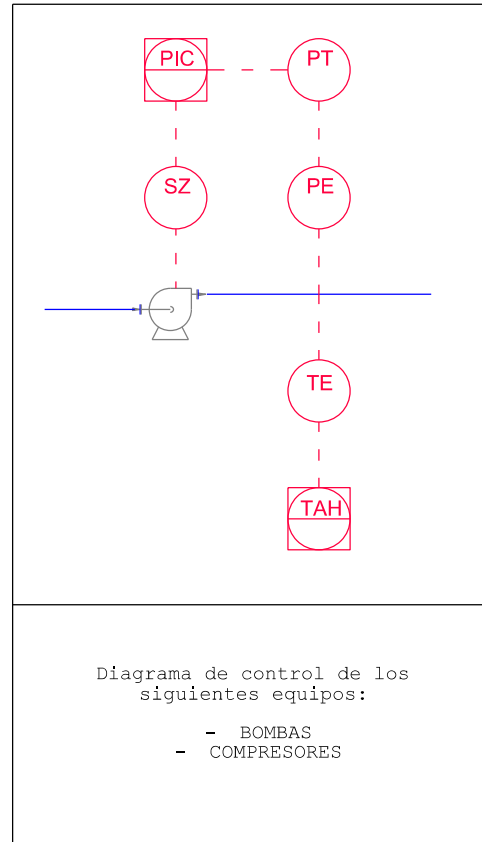 PIC
PT
SZ
PE
TE
TAH
Diagrama de control de los
siguientes equipos:
- BOMBAS
- COMPRESORES